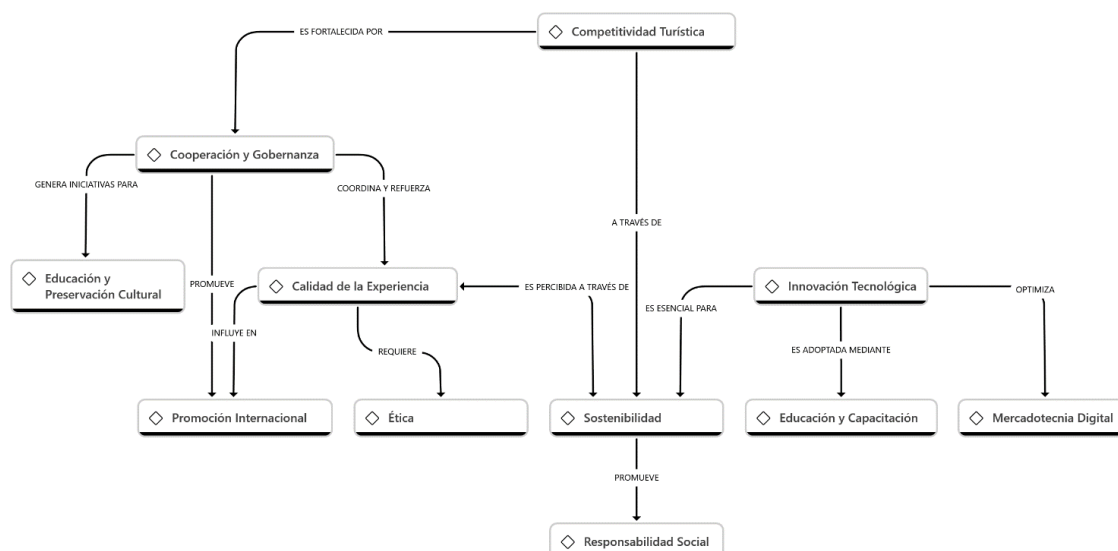 ES FORTALECIDA POR
Competitividad Turística
Cooperación y Gobernanza
GENERA INICIATIVAS PARA
COORDINA Y REFUERZA
A TRAVÉS DE
Educación y
Preservación Cultural
PROMUEVE
Calidad de la Experiencia
ES PERCIBIDA A TRAVÉS DE
Innovación Tecnológica
OPTIMIZA
ES ESENCIAL PARA
INFLUYE EN
REQUIERE
ES ADOPTADA MEDIANTE
Promoción Internacional
Ética
Sostenibilidad
Educación y Capacitación
Mercadotecnia Digital
PROMUEVE
Responsabilidad Social